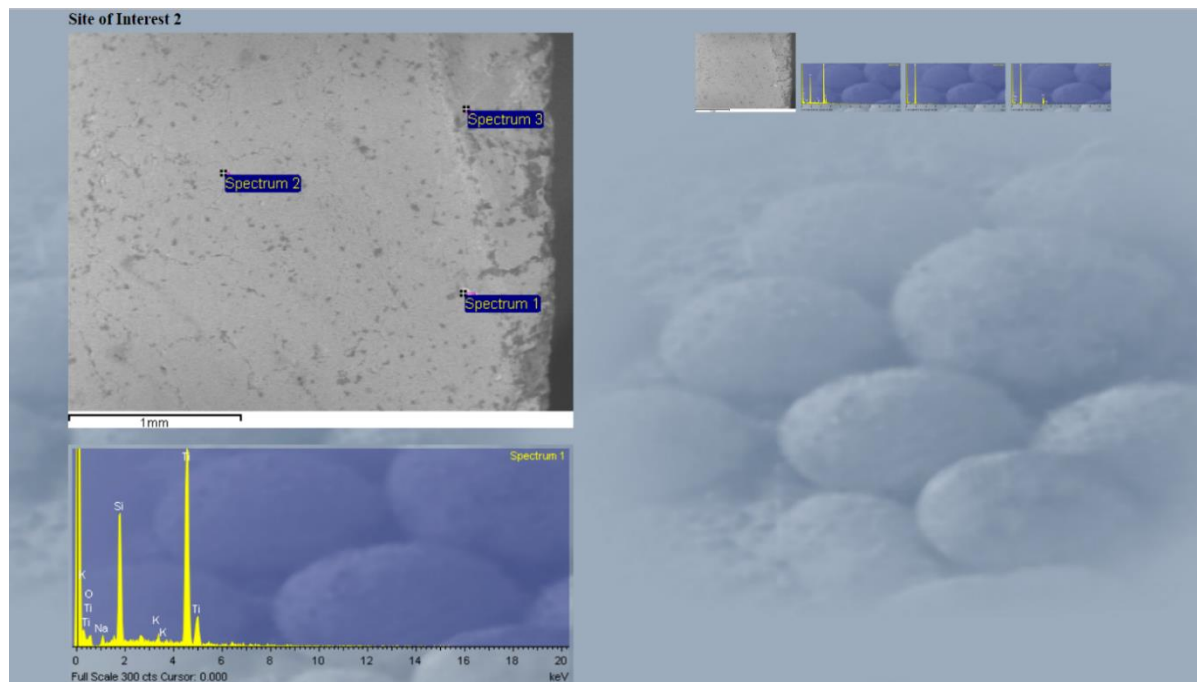 Site of Interest 2
Spectrum 3
Spectrum 2
Spectrum 1
1mm
Spectrum 1
Ti
Si
K
O
Ti
Ti
Na
K
K
Ti
0 2 4 6 8 10 12 14 16 18 20
Full Scale 300 cts Cursor: 0.000 keV